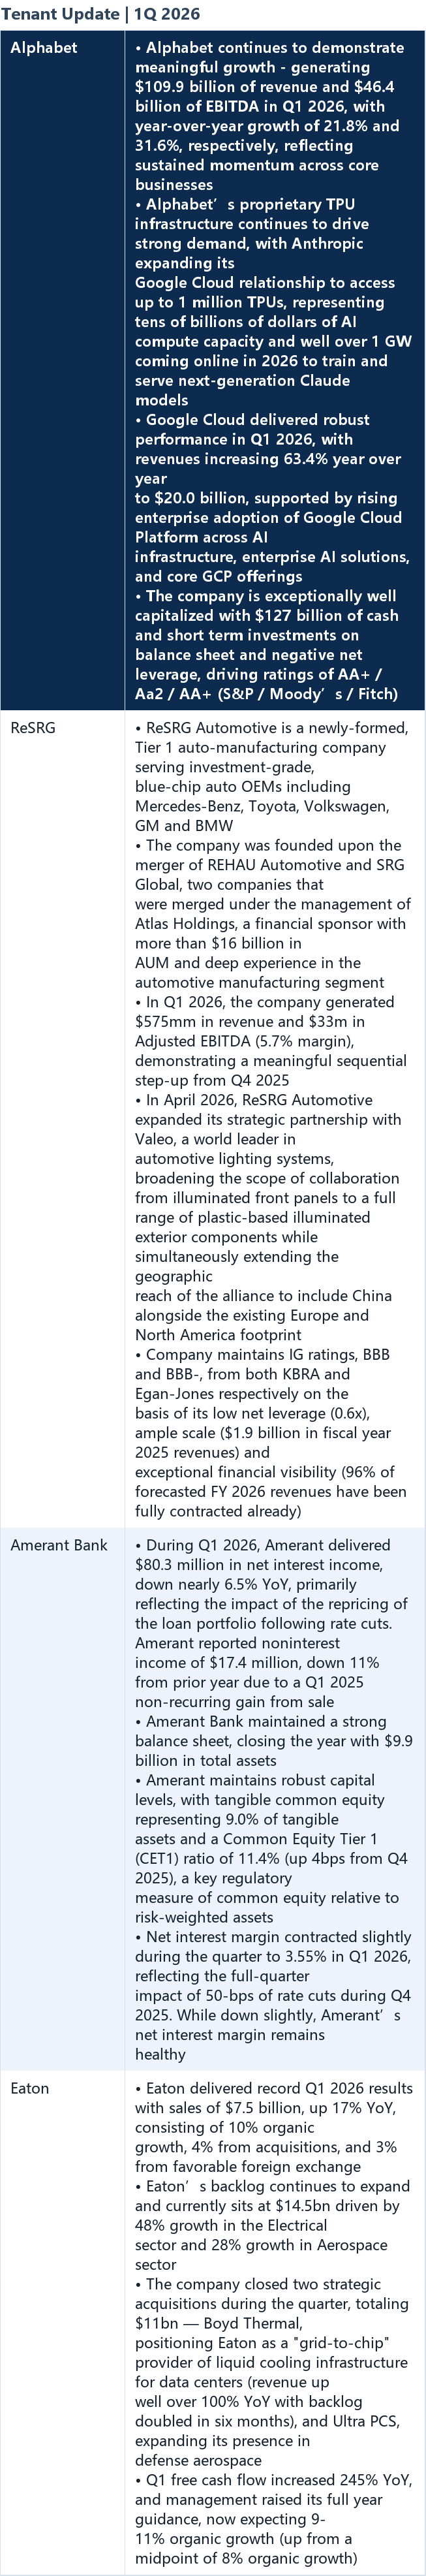 Tenant Update | 1Q 2026
Alphabet
• Alphabet continues to demonstrate
meaningful growth - generating
$109.9 billion of revenue and $46.4
billion of EBITDA in Q1 2026, with
year-over-year growth of 21.8% and
31.6%, respectively, reflecting
sustained momentum across core
businesses
• Alphabet’s proprietary TPU
infrastructure continues to drive
strong demand, with Anthropic
expanding its
Google Cloud relationship to access
up to 1 million TPUs, representing
tens of billions of dollars of AI
compute capacity and well over 1 GW
coming online in 2026 to train and
serve next-generation Claude
models
• Google Cloud delivered robust
performance in Q1 2026, with
revenues increasing 63.4% year over
year
to $20.0 billion, supported by rising
enterprise adoption of Google Cloud
Platform across AI
infrastructure, enterprise AI solutions,
and core GCP offerings
• The company is exceptionally well
capitalized with $127 billion of cash
and short term investments on
balance sheet and negative net
leverage, driving ratings of AA+ /
Aa2 / AA+ (S&P / Moody’s / Fitch)
ReSRG
• ReSRG Automotive is a newly-formed,
Tier 1 auto-manufacturing company
serving investment-grade,
blue-chip auto OEMs including
Mercedes-Benz, Toyota, Volkswagen,
GM and BMW
• The company was founded upon the
merger of REHAU Automotive and SRG
Global, two companies that
were merged under the management of
Atlas Holdings, a financial sponsor with
more than $16 billion in
AUM and deep experience in the
automotive manufacturing segment
• In Q1 2026, the company generated
$575mm in revenue and $33m in
Adjusted EBITDA (5.7% margin),
demonstrating a meaningful sequential
step-up from Q4 2025
• In April 2026, ReSRG Automotive
expanded its strategic partnership with
Valeo, a world leader in
automotive lighting systems,
broadening the scope of collaboration
from illuminated front panels to a full
range of plastic-based illuminated
exterior components while
simultaneously extending the
geographic
reach of the alliance to include China
alongside the existing Europe and
North America footprint
• Company maintains IG ratings, BBB
and BBB-, from both KBRA and
Egan-Jones respectively on the
basis of its low net leverage (0.6x),
ample scale ($1.9 billion in fiscal year
2025 revenues) and
exceptional financial visibility (96% of
forecasted FY 2026 revenues have been
fully contracted already)
Amerant Bank
• During Q1 2026, Amerant delivered
$80.3 million in net interest income,
down nearly 6.5% YoY, primarily
reflecting the impact of the repricing of
the loan portfolio following rate cuts.
Amerant reported noninterest
income of $17.4 million, down 11%
from prior year due to a Q1 2025
non-recurring gain from sale
• Amerant Bank maintained a strong
balance sheet, closing the year with $9.9
billion in total assets
• Amerant maintains robust capital
levels, with tangible common equity
representing 9.0% of tangible
assets and a Common Equity Tier 1
(CET1) ratio of 11.4% (up 4bps from Q4
2025), a key regulatory
measure of common equity relative to
risk-weighted assets
• Net interest margin contracted slightly
during the quarter to 3.55% in Q1 2026,
reflecting the full-quarter
impact of 50-bps of rate cuts during Q4
2025. While down slightly, Amerant’s
net interest margin remains
healthy
Eaton
• Eaton delivered record Q1 2026 results
with sales of $7.5 billion, up 17% YoY,
consisting of 10% organic
growth, 4% from acquisitions, and 3%
from favorable foreign exchange
• Eaton’s backlog continues to expand
and currently sits at $14.5bn driven by
48% growth in the Electrical
sector and 28% growth in Aerospace
sector
• The company closed two strategic
acquisitions during the quarter, totaling
$11bn — Boyd Thermal,
positioning Eaton as a "grid-to-chip"
provider of liquid cooling infrastructure
for data centers (revenue up
well over 100% YoY with backlog
doubled in six months), and Ultra PCS,
expanding its presence in
defense aerospace
• Q1 free cash flow increased 245% YoY,
and management raised its full year
guidance, now expecting 9-
11% organic growth (up from a
midpoint of 8% organic growth)